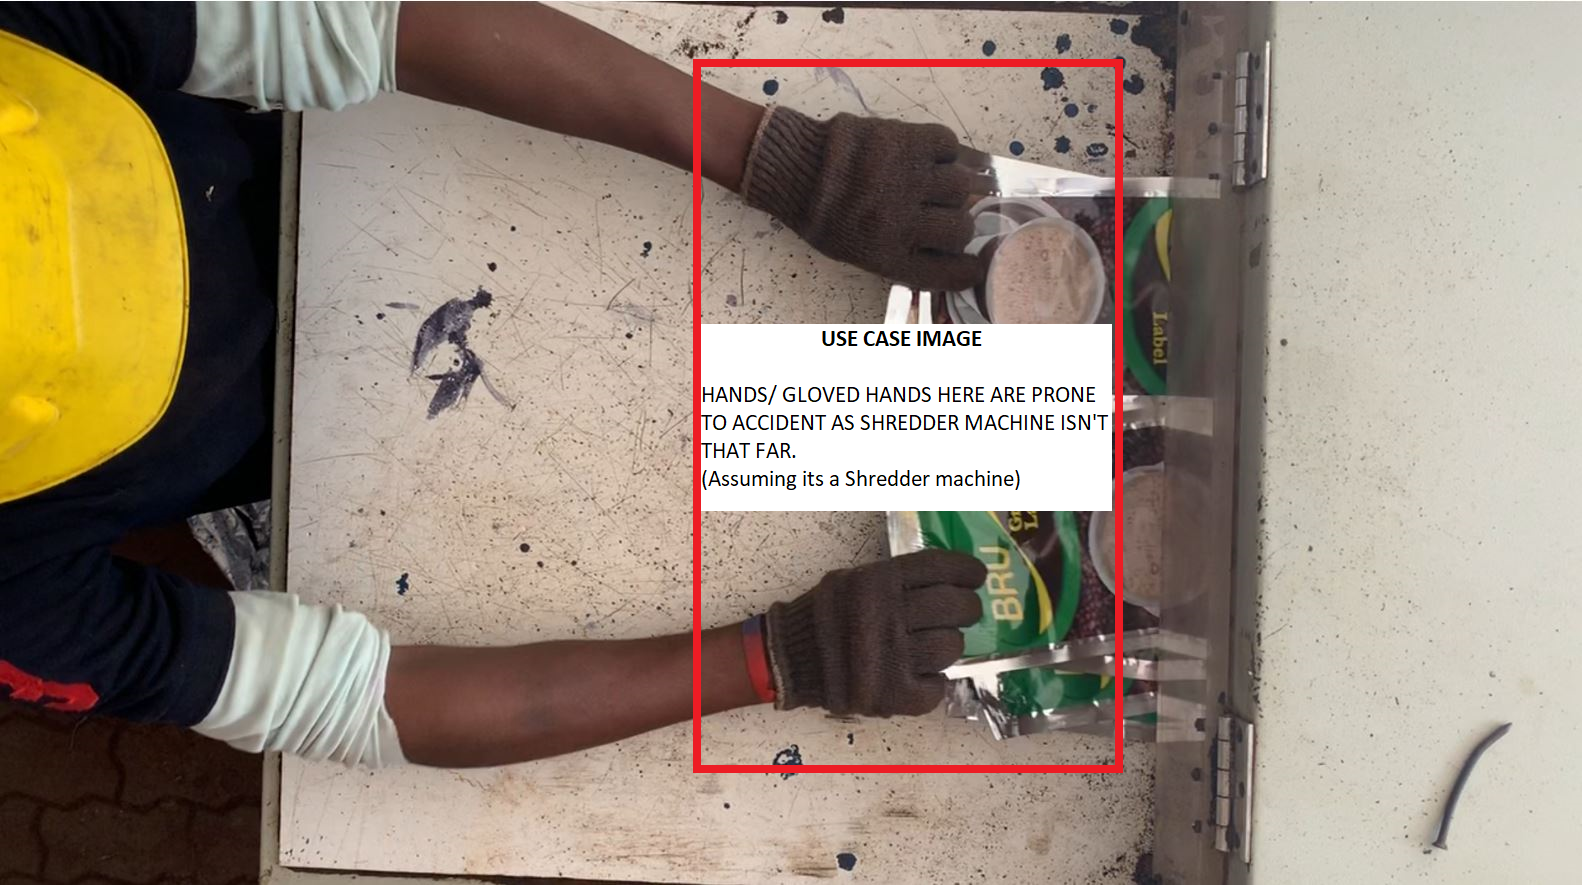 USE CASE IMAGE
HANDS/ GLOVED HANDS HERE ARE PRONE
TO ACCIDENT AS SHREDDER MACHINE ISN'T
THAT FAR.
(Assuming its a Shredder machine)
Label
BRU